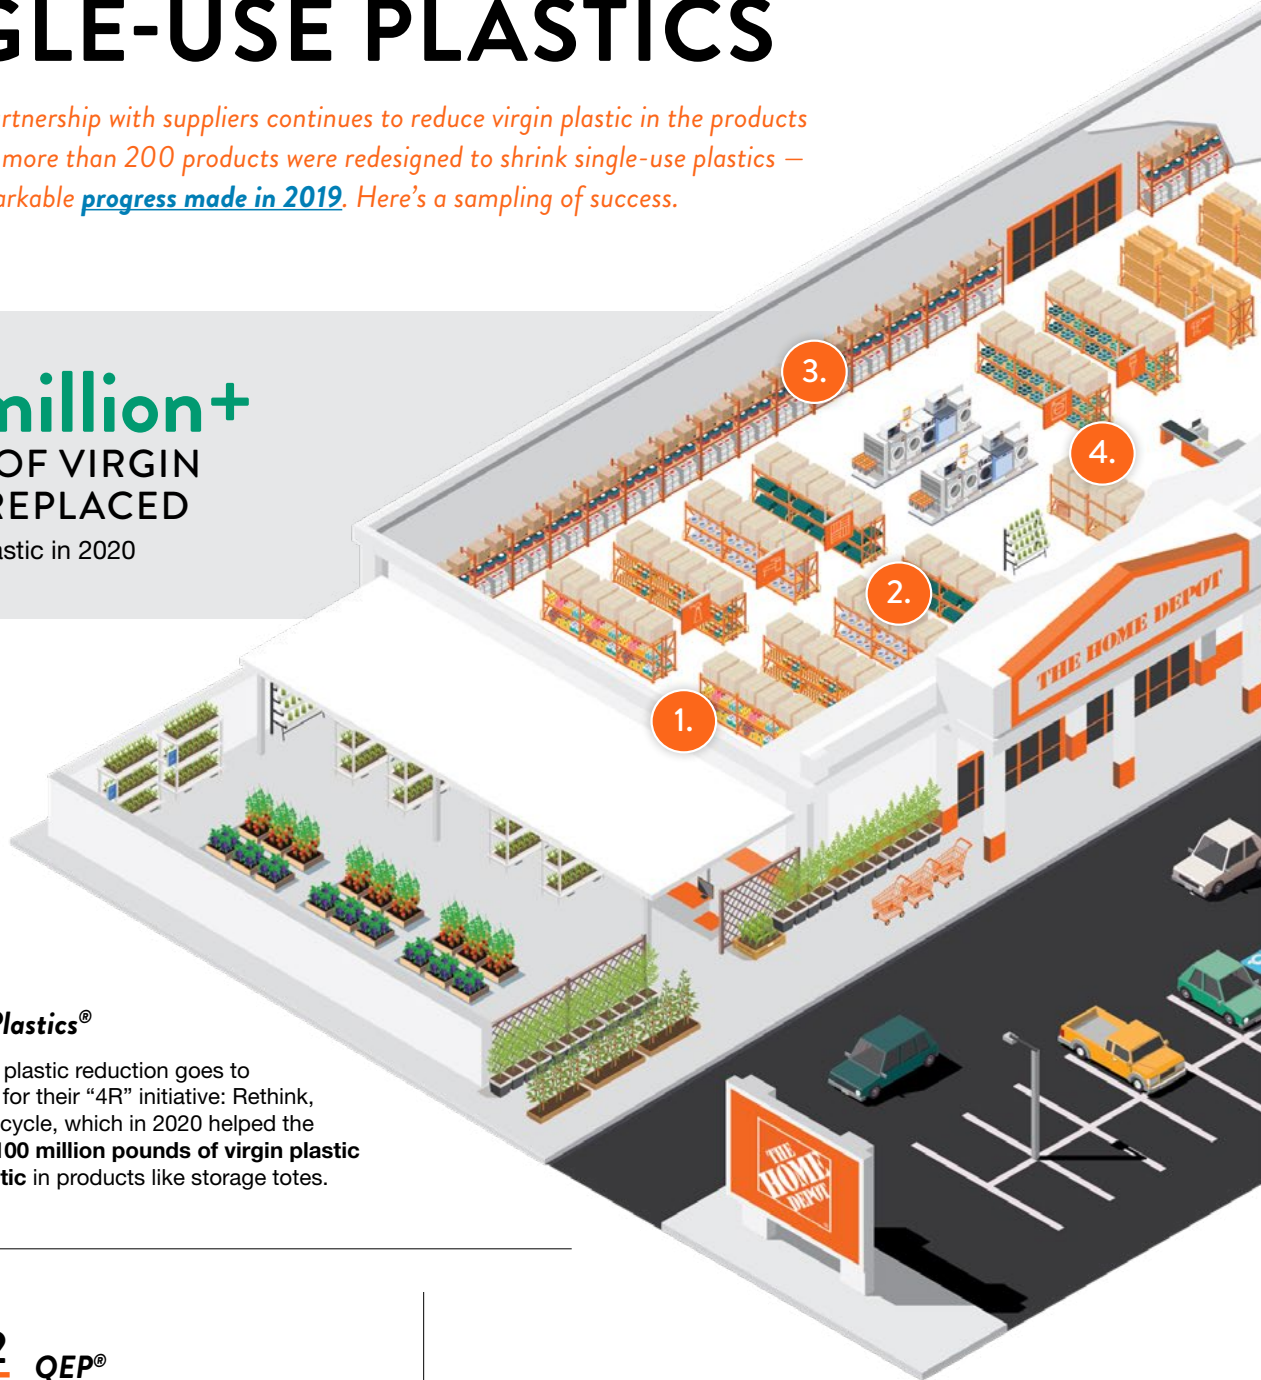 GLE-USE PLASTICS
rtnership with suppliers continues to reduce virgin plastic in the products
more than 200 products were redesigned to shrink single-use plastics —
arkable progress made in 2019. Here's a sampling of success.
million+
OF VIRGIN
REPLACED
astic in 2020
3.
4.
2.
1.
THE HOME DEPOT
Plastics®
plastic reduction goes to
for their “4R” initiative: Rethink,
cycle, which in 2020 helped the
100 million pounds of virgin plastic
tic in products like storage totes.
THE
HOME
DEPOT
2
QEP®